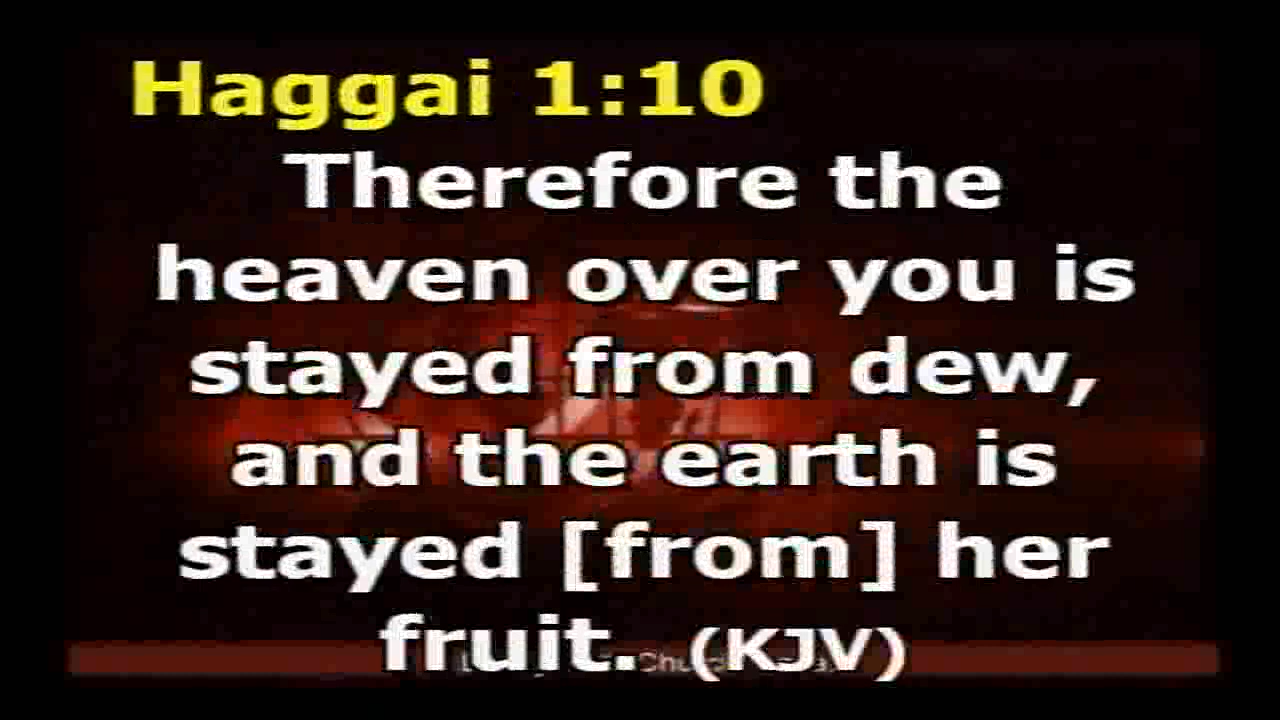 Haggai 1:10
Therefore the
heaven over you is
stayed from dew,
and the earth is
stayed [from] her
fruit. (KJV)